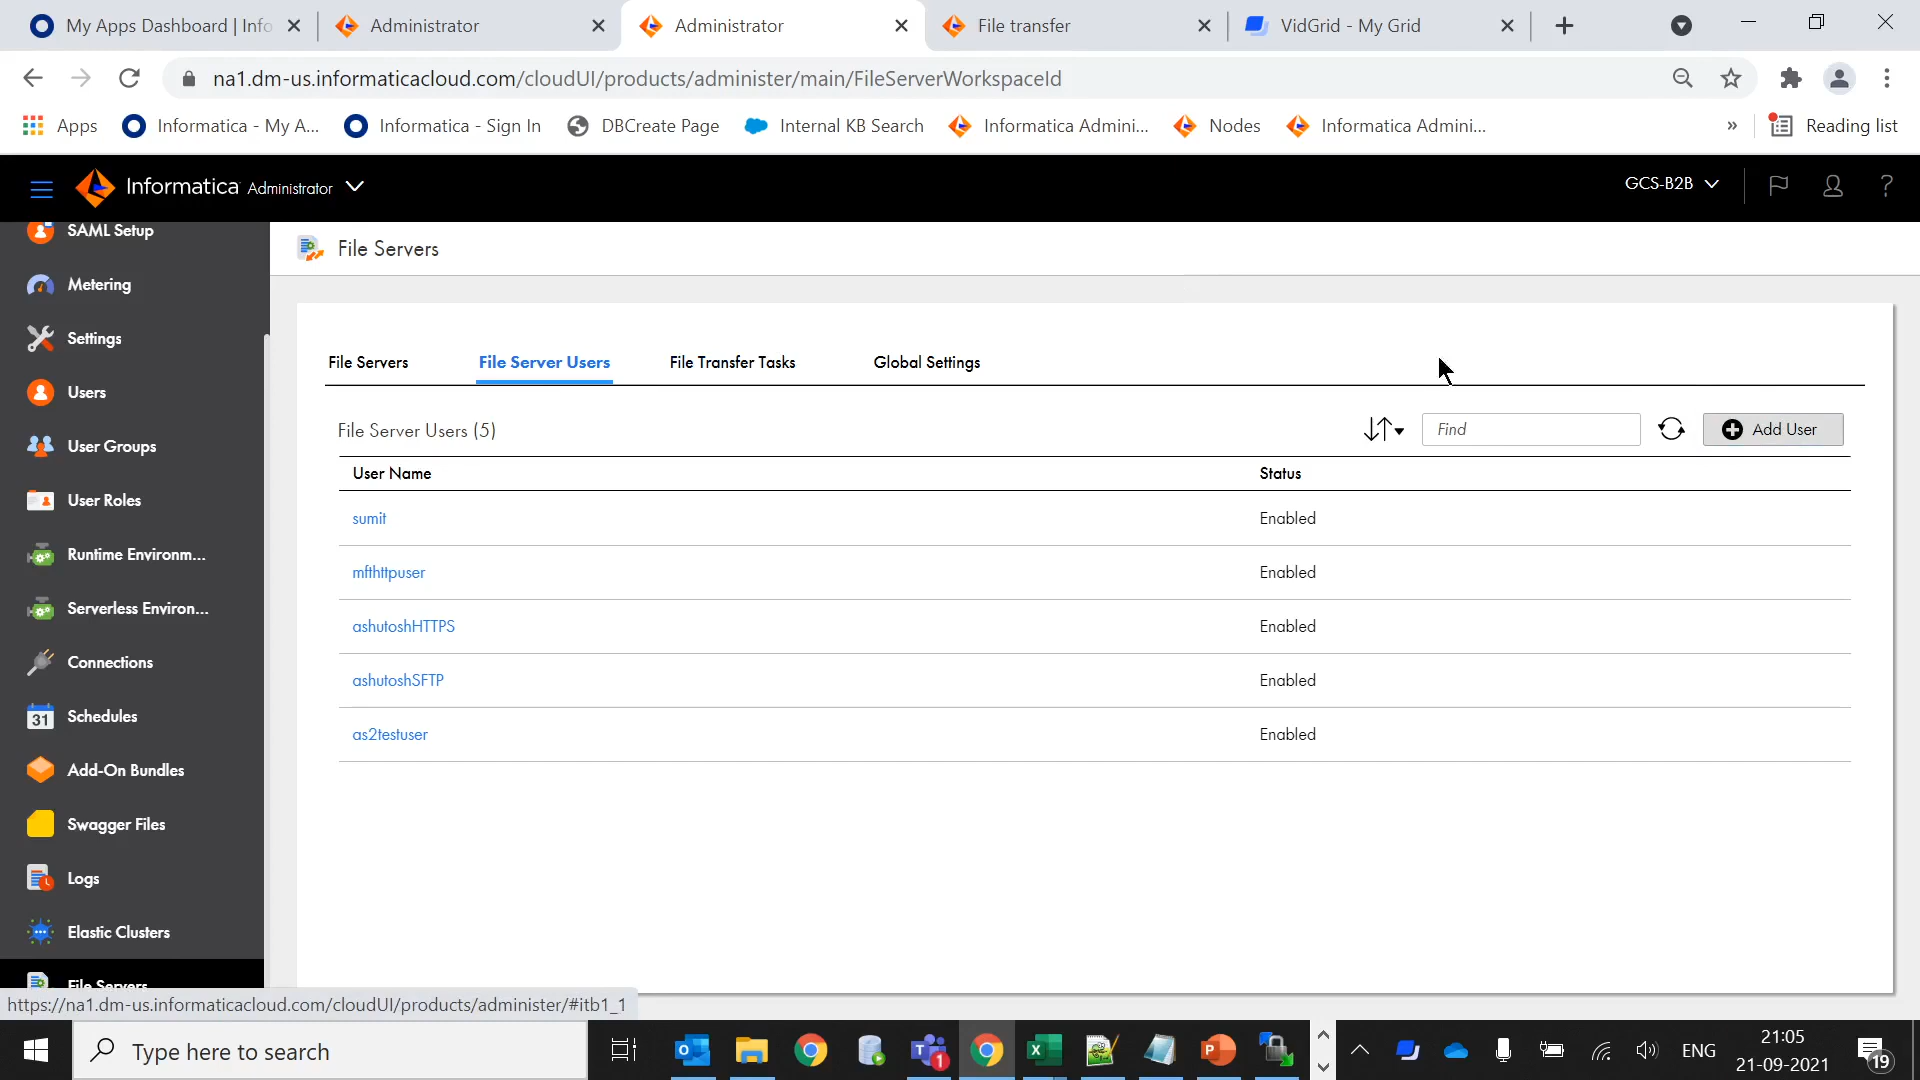 My Apps Dashboard | Info
Administrator
Administrator
File transfer
VidGrid - My Grid
na1.dm-us.informaticacloud.com/cloudUI/products/administer/main/FileServerWorkspaceId
Apps
Informatica - My A...
Informatica - Sign In
DBCreate Page
Internal KB Search
Informatica Admini...
Nodes
Informatica Admini...
»
Reading list
Informatica Administrator
GCS-B2B
?
SAML Setup
Metering
Settings
Users
User Groups
User Roles
Runtime Environm...
Serverless Environ...
Connections
31
Schedules
Add-On Bundles
Swagger Files
Logs
Elastic Clusters
File Servers
File Servers
File Servers
File Server Users
File Transfer Tasks
Global Settings
File Server Users (5)
Find
Add User
User Name
Status
sumit
Enabled
mfthttpuser
Enabled
ashutoshHTTPS
Enabled
ashutoshSFTP
Enabled
as2testuser
Enabled
https://na1.dm-us.informaticacloud.com/cloudUI/products/administer/#itb1_1
Type here to search
1
ENG
21:05
21-09-2021
19